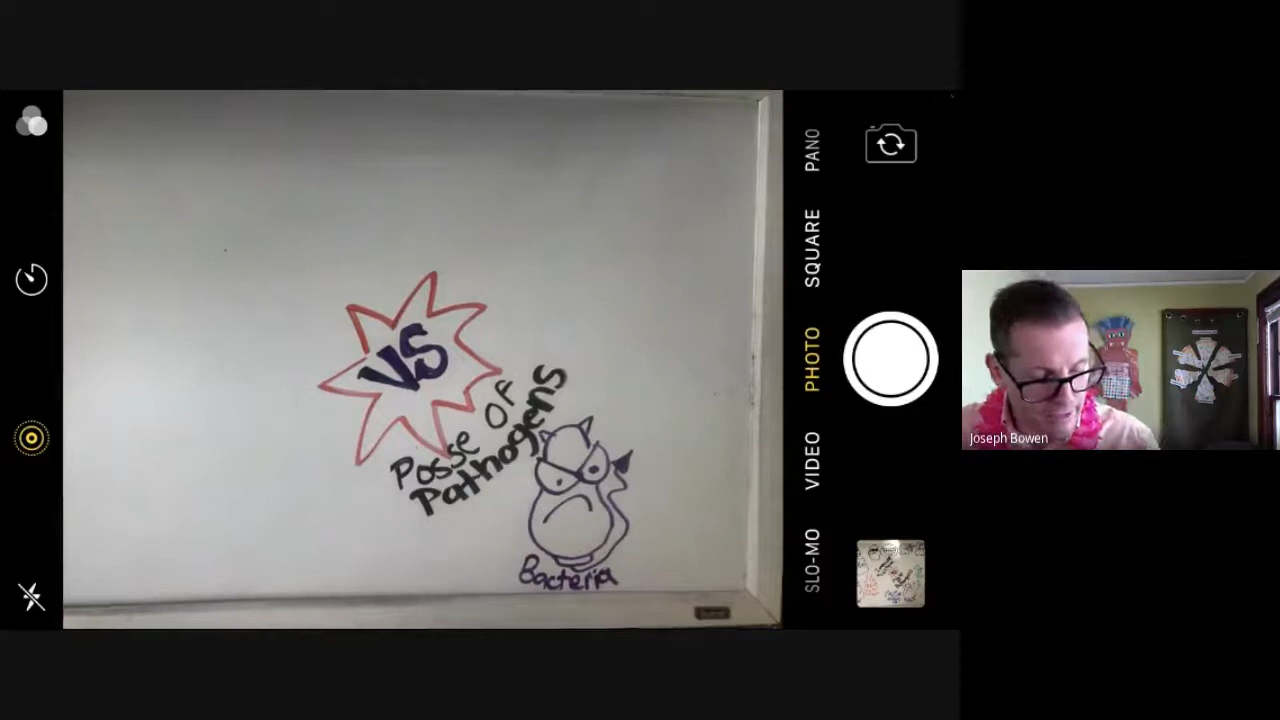 VS
Posse OF
Pathogens
Bacteria
PANO
SQUARE
PHOTO
VIDEO
SLO-MO
Joseph Bowen